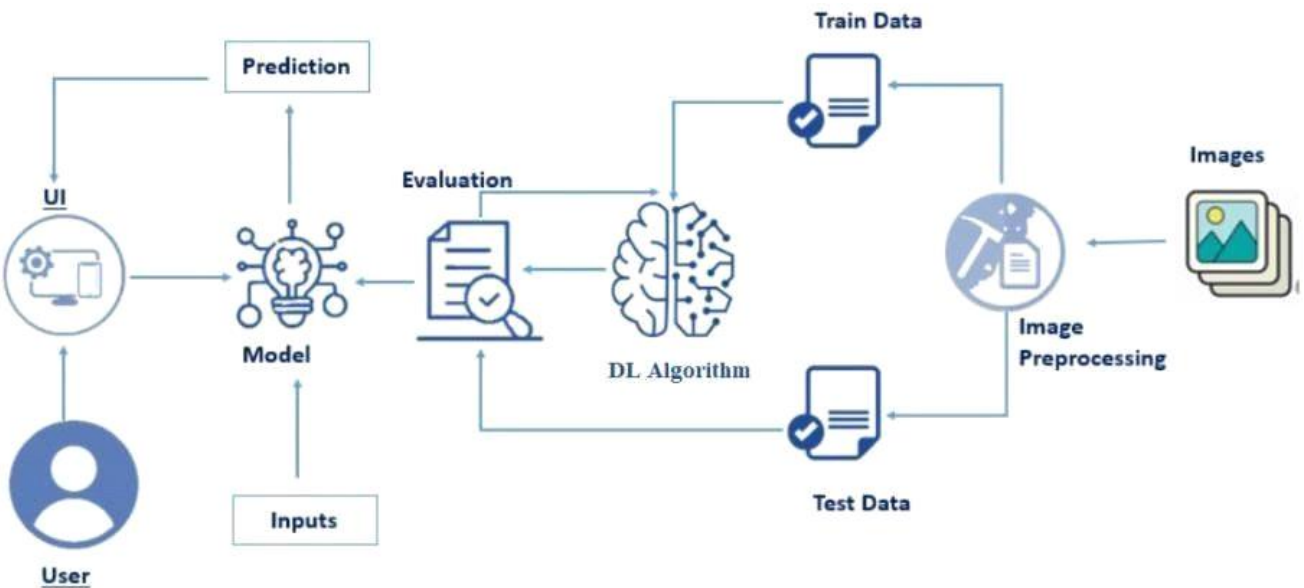 Train Data
Prediction
Images
Evaluation
UI
Image
Preprocessing
Model
DL Algorithm
Test Data
Inputs
User